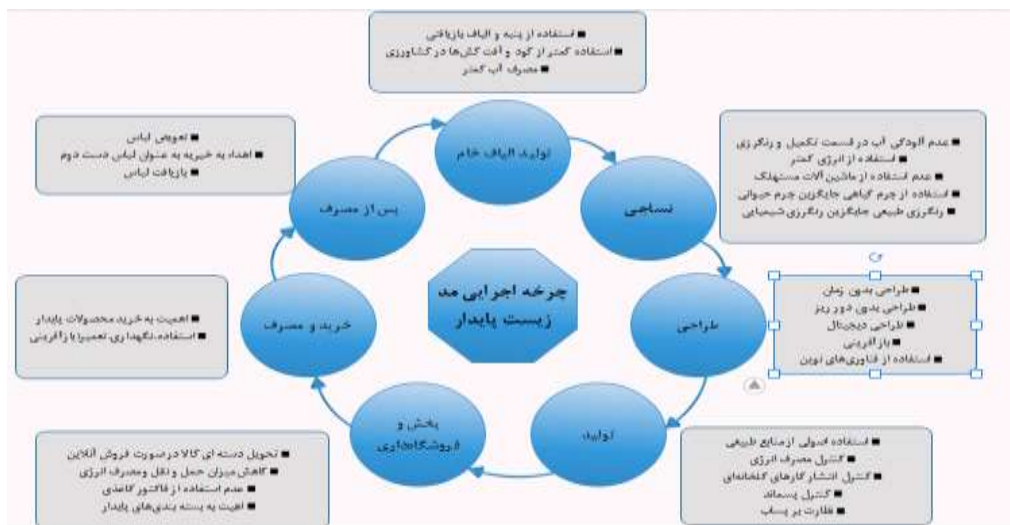 ■ استفاده از پنبه و الیاف بازیافتی
■ استفاده کمتر از کود و آفت کش‌ها در کشاورزی
■ مصرف آب کمتر
تولید الیاف خام
■ عدم آلودگی آب در قسمت تکمیل و رنگرزی
■ استفاده از انرژی کمتر
■ عدم استفاده از ماشین آلات مستهلک
■ استفاده از چرم گیاهی جایگزین چرم حیوانی
■ رنگرزی طبیعی جایگزین رنگرزی شیمیایی
نساجی
■ طراحی بدون زمان
■ طراحی بدون دور ریز
■ طراحی دیجیتال
■ باز آفرینی
■ استفاده از فناوری‌های نوین
طراحی
■ استفاده اصولی از منابع طبیعی
■ کنترل مصرف انرژی
■ کنترل انتشار گازهای گلخانه‌ای
■ کنترل پسماند
■ نظارت بر پساب
تولید
■ تحویل دسته ای کالا در صورت فروش آنلاین
■ کاهش میزان حمل و نقل ومصرف انرژی
■ عدم استفاده از فاکتور کاغذی
■ اهیت به بسته بندی‌های پایدار
پخش و
فروشگاه‌داری
■ اهمیت به خرید محصولات پایدار
■ استفاده، نگهداری، تعمیر/بازآفرینی
خرید و مصرف
■ تعویض لباس
■ اهداء به خیریه به عنوان لباس دست دوم
■ بازیافت لباس
پس از مصرف
چرخه اجرایی مد
زیست پایدار